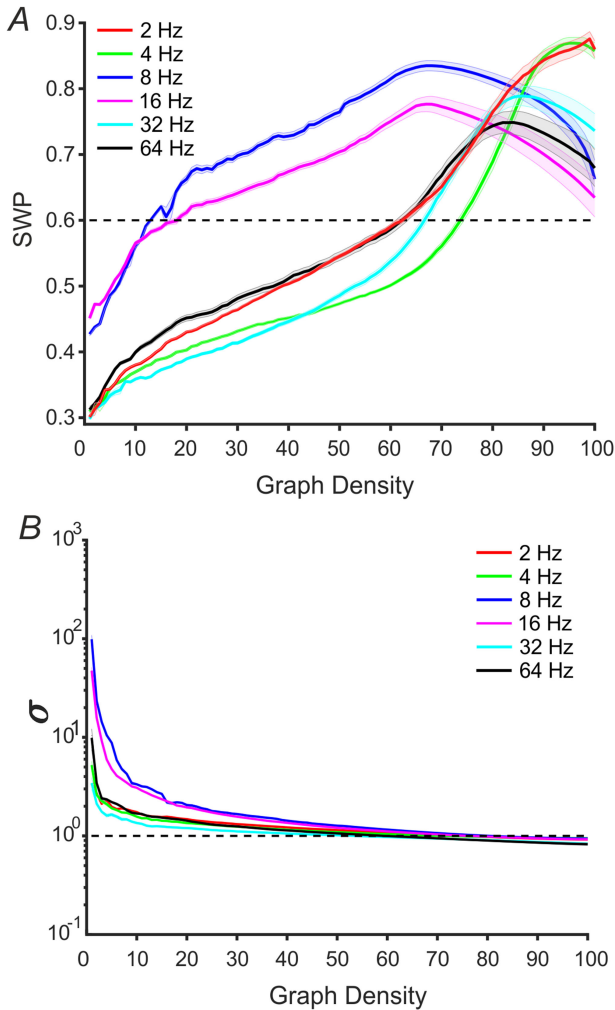 A
0.9
0.8
0.7
0.6
0.5
0.4
0.3
SWP
2 Hz
4 Hz
8 Hz
16 Hz
32 Hz
64 Hz
0 10 20 30 40 50 60 70 80 90 100
Graph Density
B
10³
10²
10¹
10⁰
10⁻¹
σ
2 Hz
4 Hz
8 Hz
16 Hz
32 Hz
64 Hz
0 10 20 30 40 50 60 70 80 90 100
Graph Density